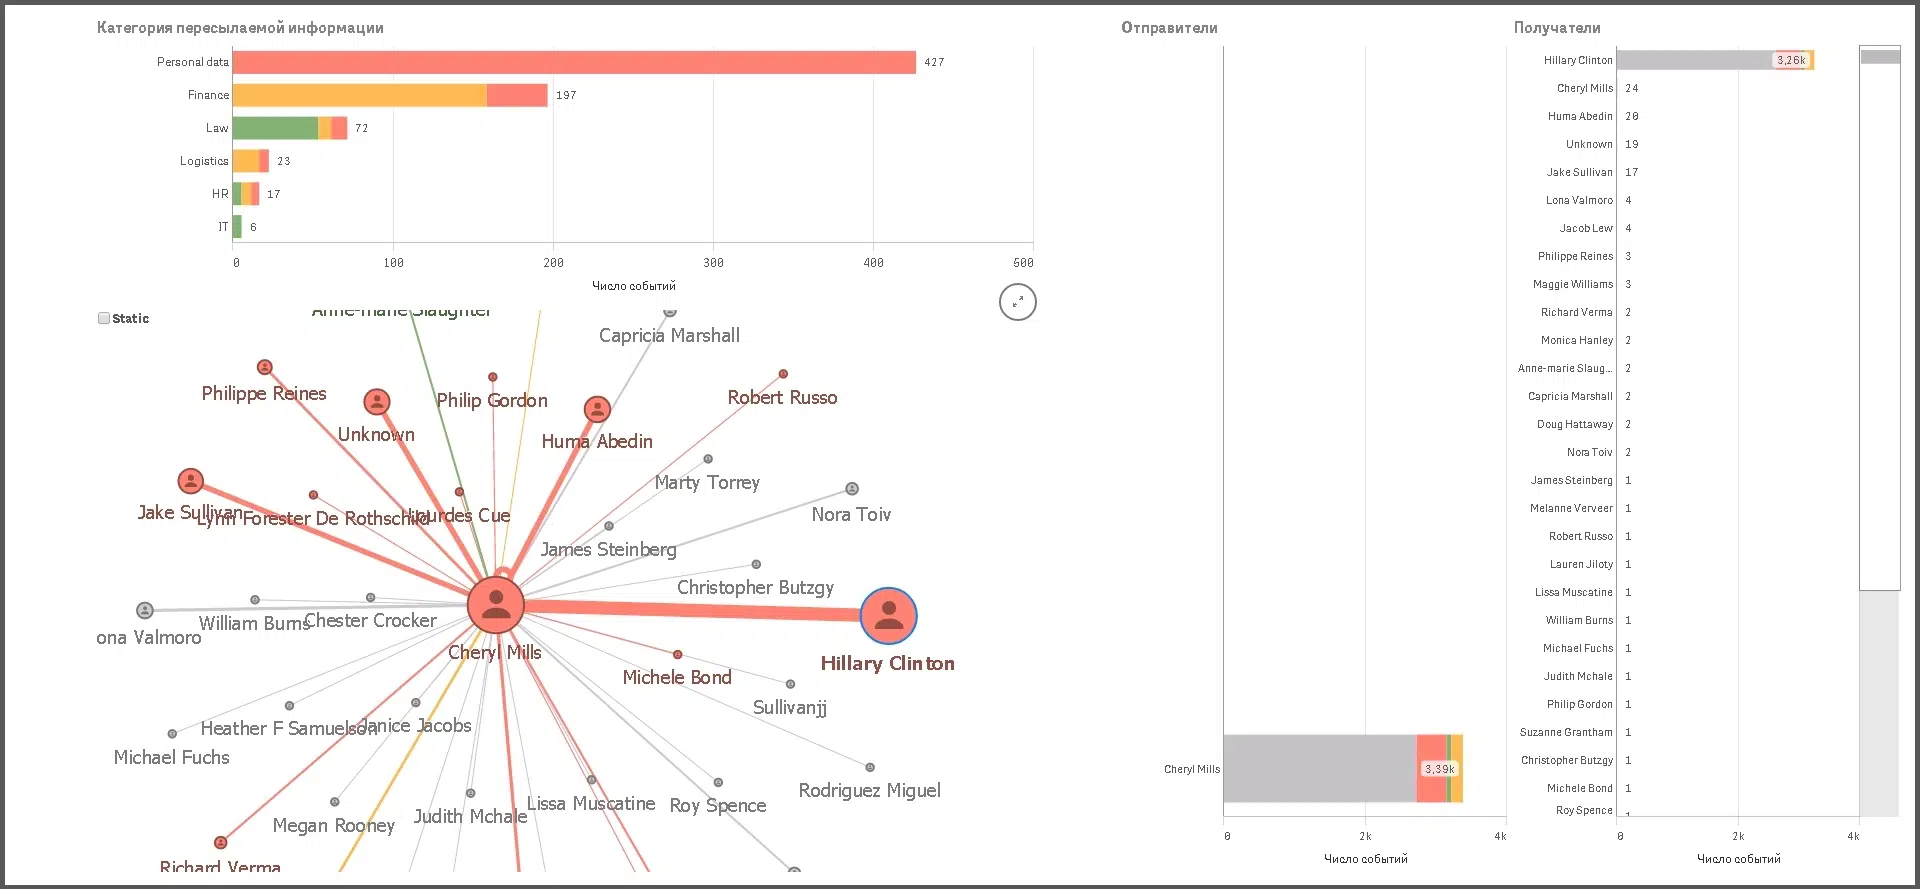 Категория пересылаемой информации
Personal data 427
Finance 197
Law 72
Logistics 23
HR 17
IT 6
0 100 200 300 400 500
Число событий
Static
Anne-marie Slaughter
Capricia Marshall
Philippe Reines
Philip Gordon
Robert Russo
Unknown
Huma Abedin
Marty Torrey
Jake Sullivan
Lynn Forester De Rothschild
Lourdes Cue
Nora Toiv
James Steinberg
Christopher Butzgy
ona Valmoro
William Burns
Chester Crocker
Cheryl Mills
Hillary Clinton
Michele Bond
Sullivanjj
Heather F Samuelson
Janice Jacobs
Michael Fuchs
Rodriguez Miguel
Megan Rooney
Judith Mchale
Lissa Muscatine
Roy Spence
Richard Verma
Отправители
Cheryl Mills 3,39k
0 2k 4k
Число событий
Получатели
Hillary Clinton 3,26k
Cheryl Mills 24
Huma Abedin 20
Unknown 19
Jake Sullivan 17
Lona Valmoro 4
Jacob Lew 4
Philippe Reines 3
Maggie Williams 3
Richard Verma 2
Monica Hanley 2
Anne-marie Slaug... 2
Capricia Marshall 2
Doug Hattaway 2
Nora Toiv 2
James Steinberg 1
Melanne Verveer 1
Robert Russo 1
Lauren Jiloty 1
Lissa Muscatine 1
William Burns 1
Michael Fuchs 1
Judith Mchale 1
Philip Gordon 1
Suzanne Grantham 1
Christopher Butzgy 1
Michele Bond 1
Roy Spence 1
0 2k 4k
Число событий